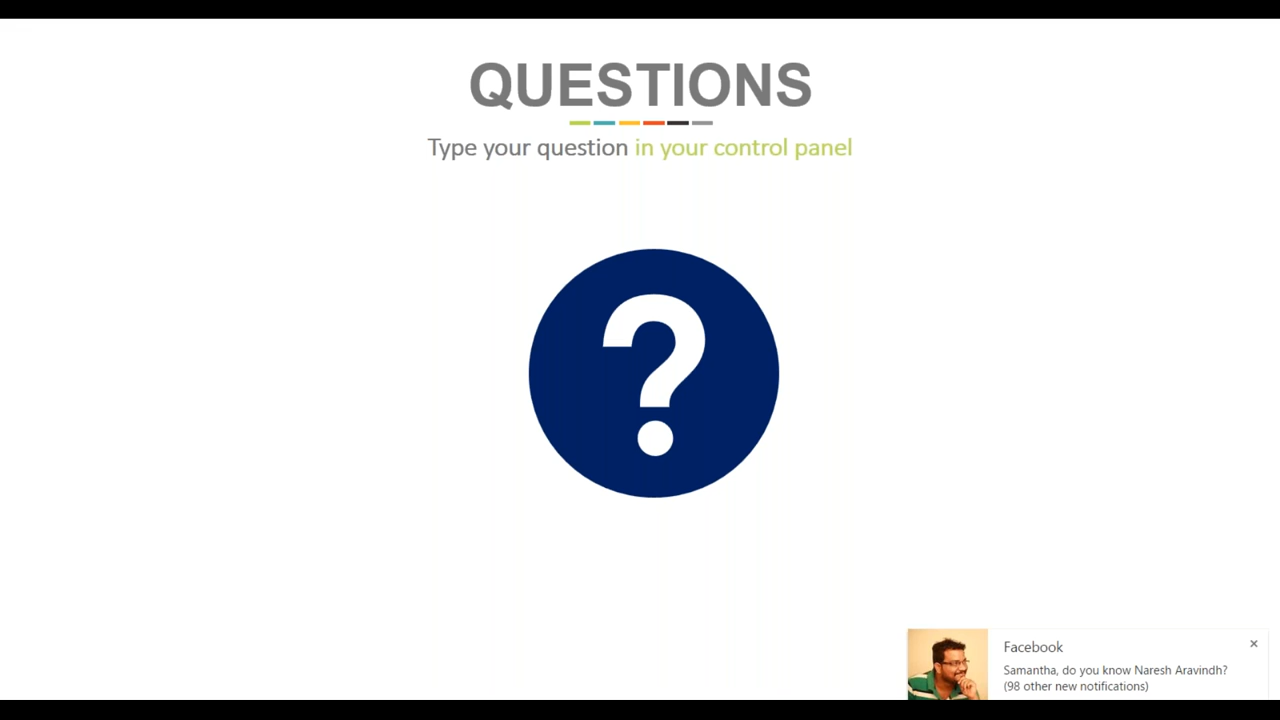 QUESTIONS
Type your question in your control panel
?
Facebook
Samantha, do you know Naresh Aravindh?
(98 other new notifications)